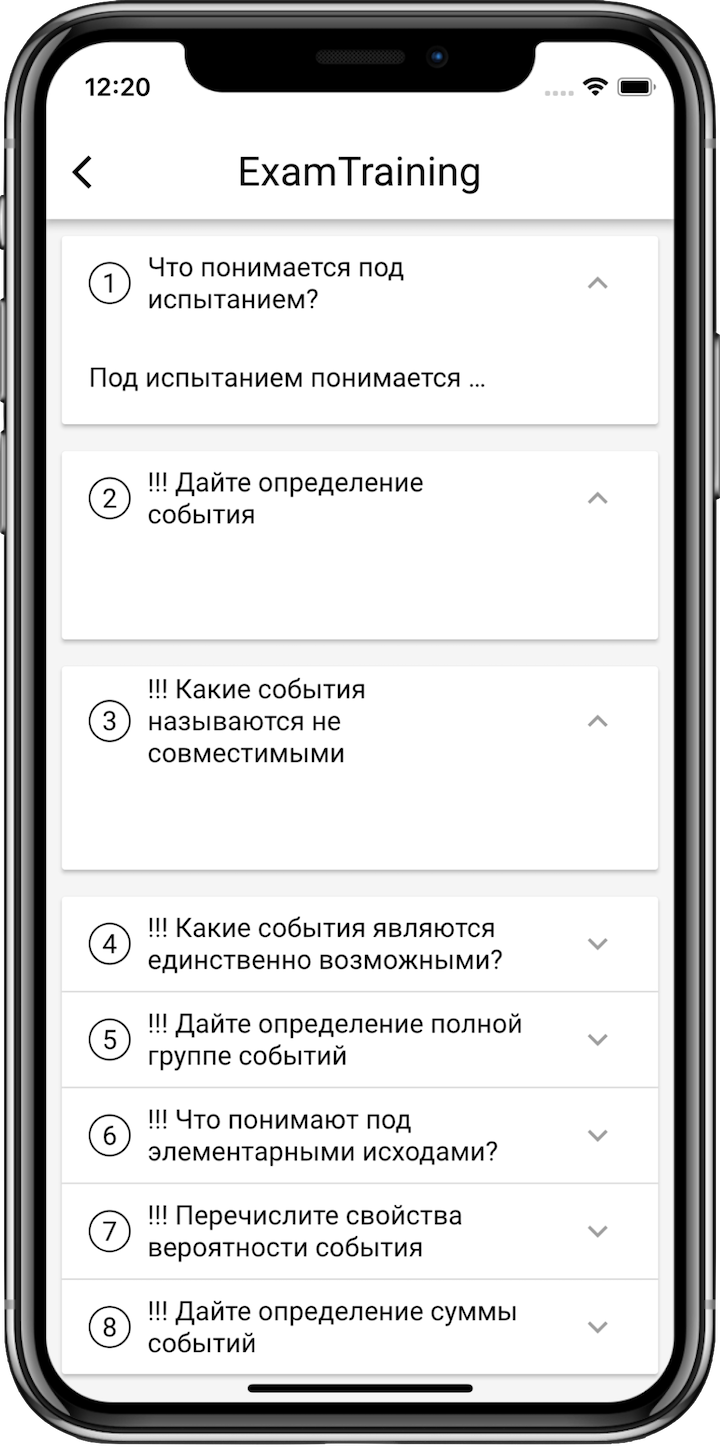 12:20
ExamTraining
1
Что понимается под
испытанием?
Под испытанием понимается ...
2
!!! Дайте определение
события
3
!!! Какие события
называются не
совместимыми
4
!!! Какие события являются
единственно возможными?
5
!!! Дайте определение полной
группе событий
6
!!! Что понимают под
элементарными исходами?
7
!!! Перечислите свойства
вероятности события
8
!!! Дайте определение суммы
событий